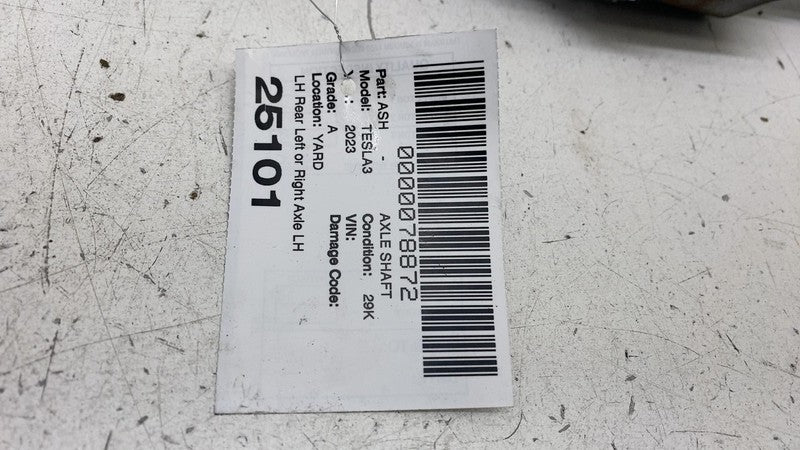 0000078872
Part: ASH - AXLE SHAFT
Model: TESLA3 Condition: 29K
: 2023 VIN:
Grade: A Damage Code:
Location: YARD
LH Rear Left or Right Axle LH
25101